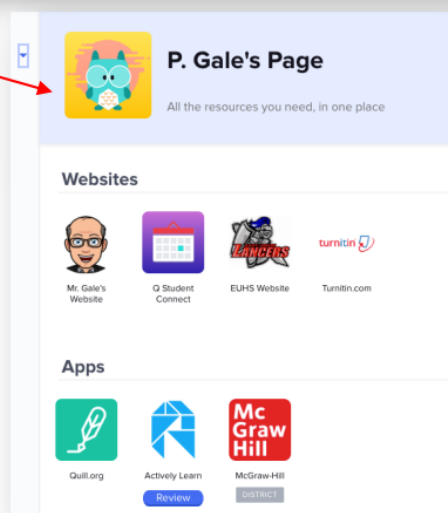 P. Gale's Page
All the resources you need, in one place
Websites
LANCERS
turnitin
Mr. Gale's
Website
Q Student
Connect
EUHS Website
Turnitin.com
Apps
Mc
Graw
Hill
Quill.org
Actively Learn
McGraw-Hill
Review
DISTRICT